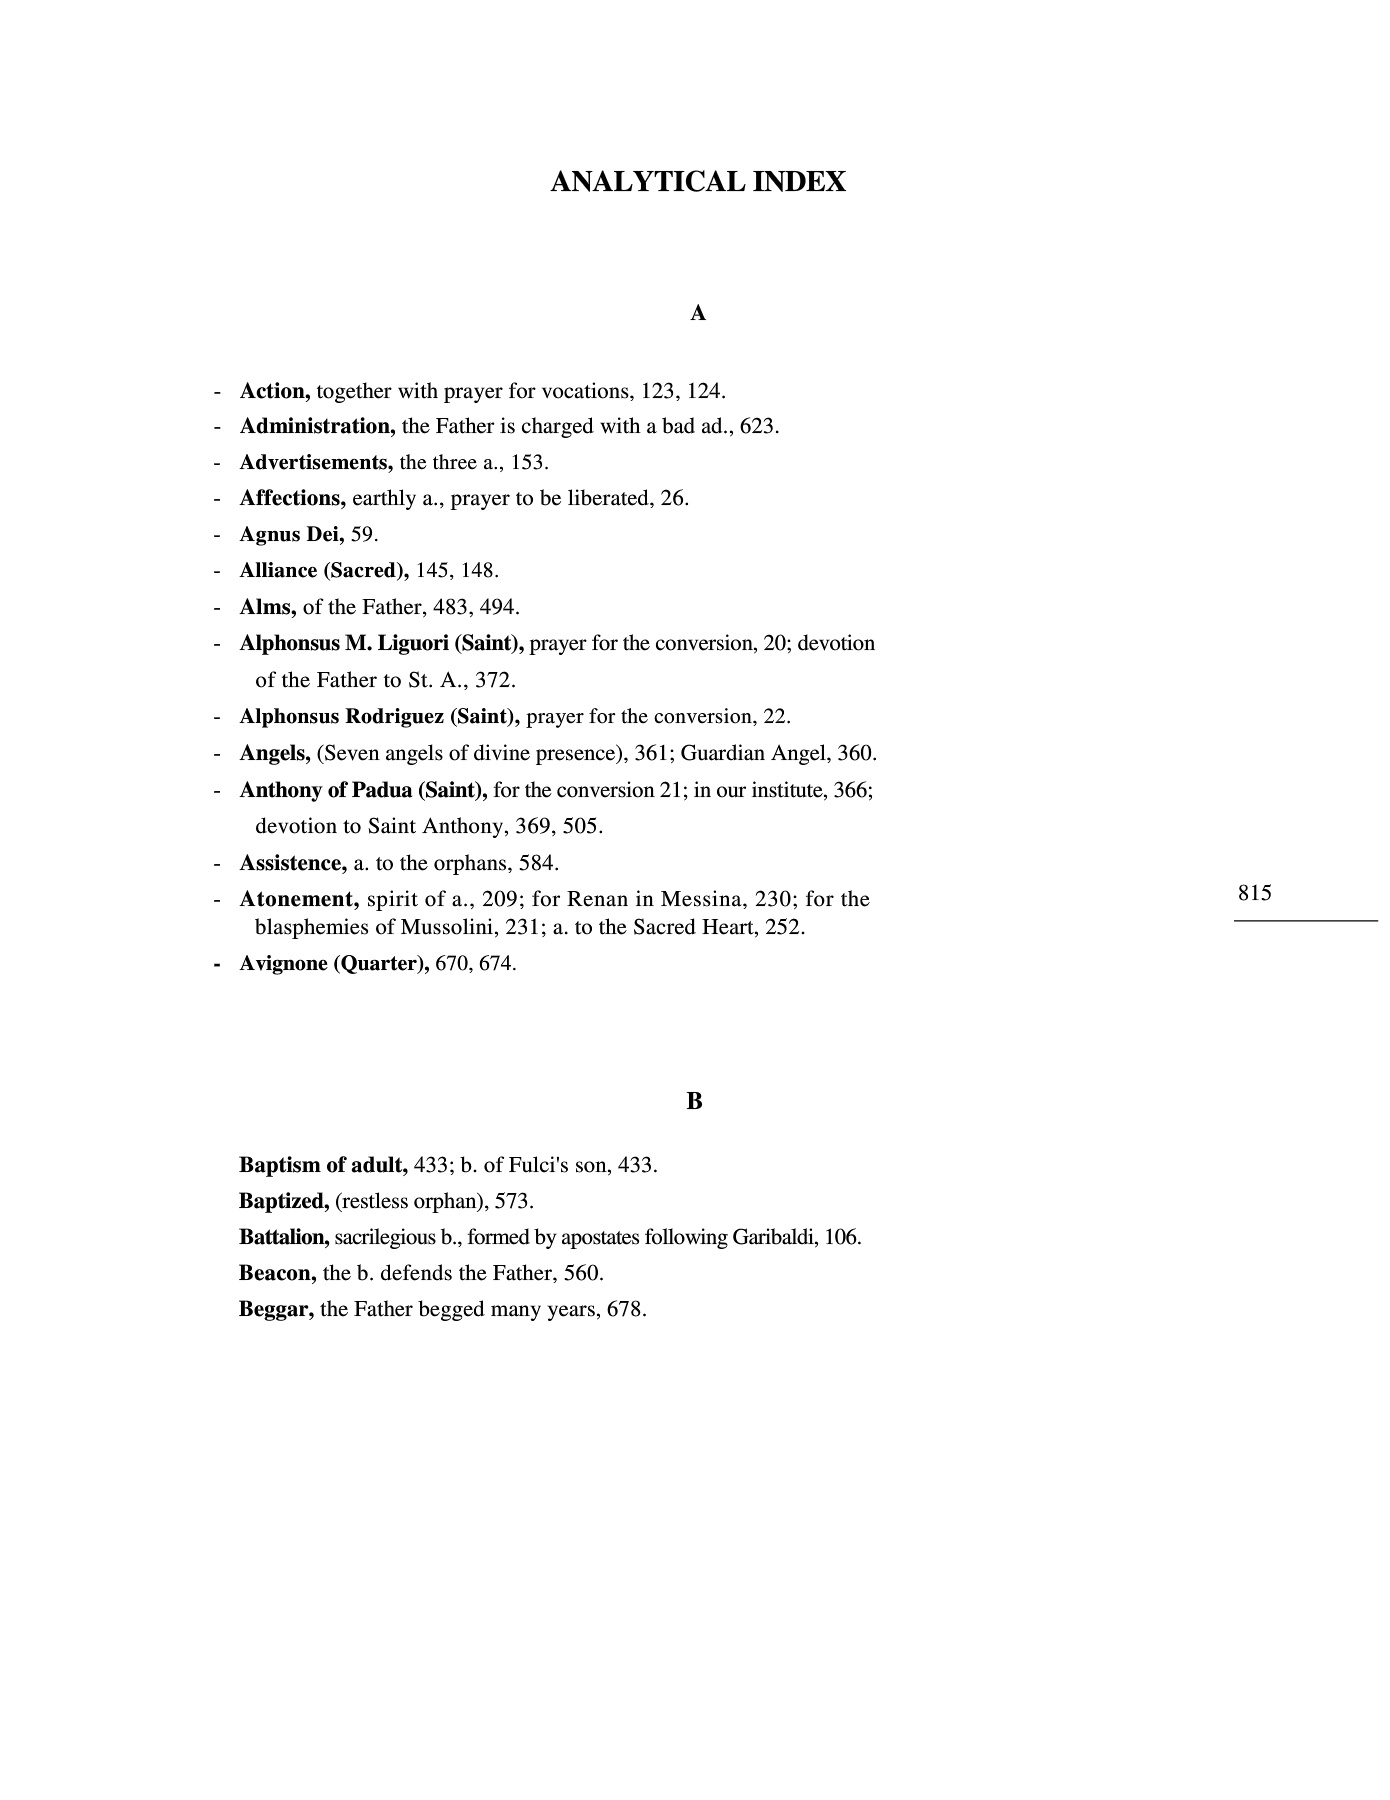 ANALYTICAL INDEX
A
- Action, together with prayer for vocations, 123, 124.
- Administration, the Father is charged with a bad ad., 623.
- Advertisements, the three a., 153.
- Affections, earthly a., prayer to be liberated, 26.
- Agnus Dei, 59.
- Alliance (Sacred), 145, 148.
- Alms, of the Father, 483, 494.
- Alphonsus M. Liguori (Saint), prayer for the conversion, 20; devotion
of the Father to St. A., 372.
- Alphonsus Rodriguez (Saint), prayer for the conversion, 22.
- Angels, (Seven angels of divine presence), 361; Guardian Angel, 360.
- Anthony of Padua (Saint), for the conversion 21; in our institute, 366;
devotion to Saint Anthony, 369, 505.
- Assistence, a. to the orphans, 584.
- Atonement, spirit of a., 209; for Renan in Messina, 230; for the
blasphemies of Mussolini, 231; a. to the Sacred Heart, 252.
- Avignone (Quarter), 670, 674.
815
B
Baptism of adult, 433; b. of Fulci's son, 433.
Baptized, (restless orphan), 573.
Battalion, sacrilegious b., formed by apostates following Garibaldi, 106.
Beacon, the b. defends the Father, 560.
Beggar, the Father begged many years, 678.